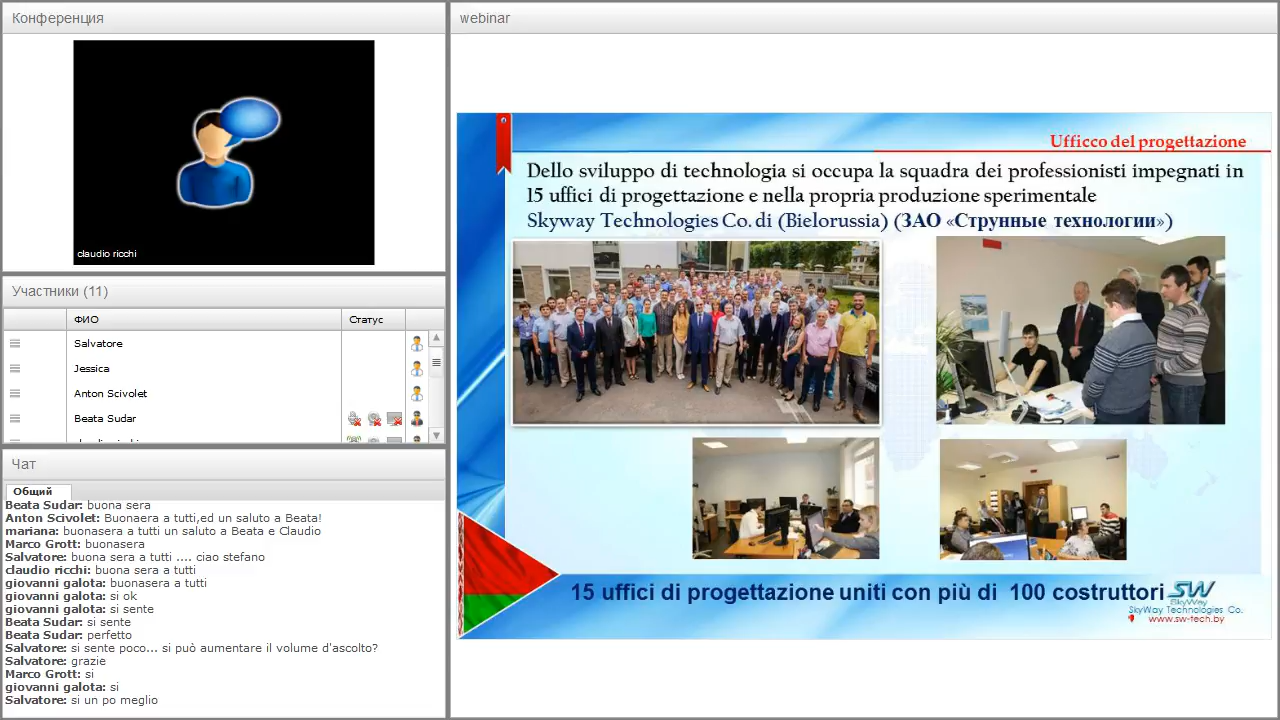 Конференция
claudio ricchi
Участники (11)
ФИО
Статус
Salvatore
Jessica
Anton Scivolet
Beata Sudar
Чат
Общий
Beata Sudar: buona sera
Anton Scivolet: Buonaera a tutti,ed un saluto a Beata!
mariana: buonasera a tutti un saluto a Beata e Claudio
Marco Grott: buonasera
Salvatore: buona sera a tutti .... ciao stefano
claudio ricchi: buona sera a tutti
giovanni galota: buonasera a tutti
giovanni galota: si ok
giovanni galota: si sente
Beata Sudar: si sente
Beata Sudar: perfetto
Salvatore: si sente poco... si può aumentare il volume d'ascolto?
Salvatore: grazie
Marco Grott: si
giovanni galota: si
Salvatore: si un po meglio
webinar
Ufficco del progettazione
Dello sviluppo di technologia si occupa la squadra dei professionisti impegnati in
15 uffici di progettazione e nella propria produzione sperimentale
Skyway Technologies Co. di (Bielorussia) (ЗАО «Струнные технологии»)
15 uffici di progettazione uniti con più di 100 costruttori
SW
SkyWay
SkyWay Technologies Co.
www.sw-tech.by